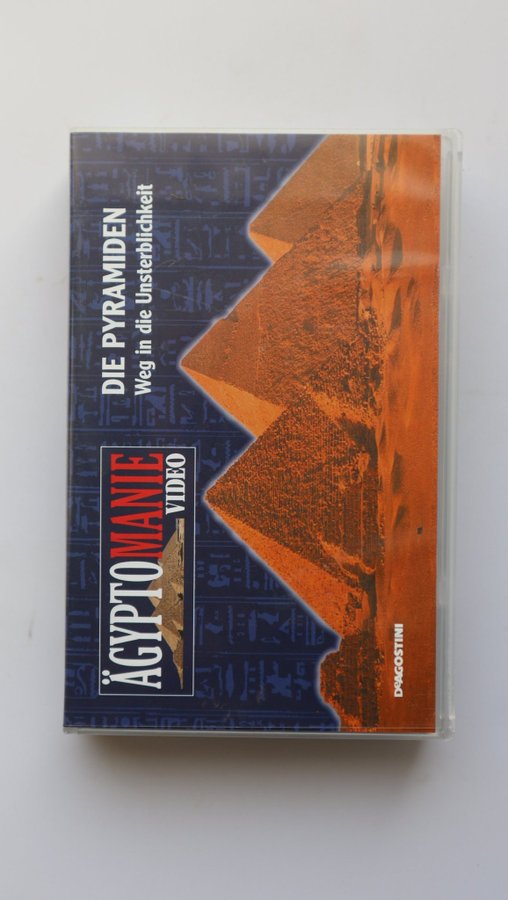 ÄGYPTOMANIE
VIDEO
DIE PYRAMIDEN
Weg in die Unsterblichkeit
DeAGOSTINI